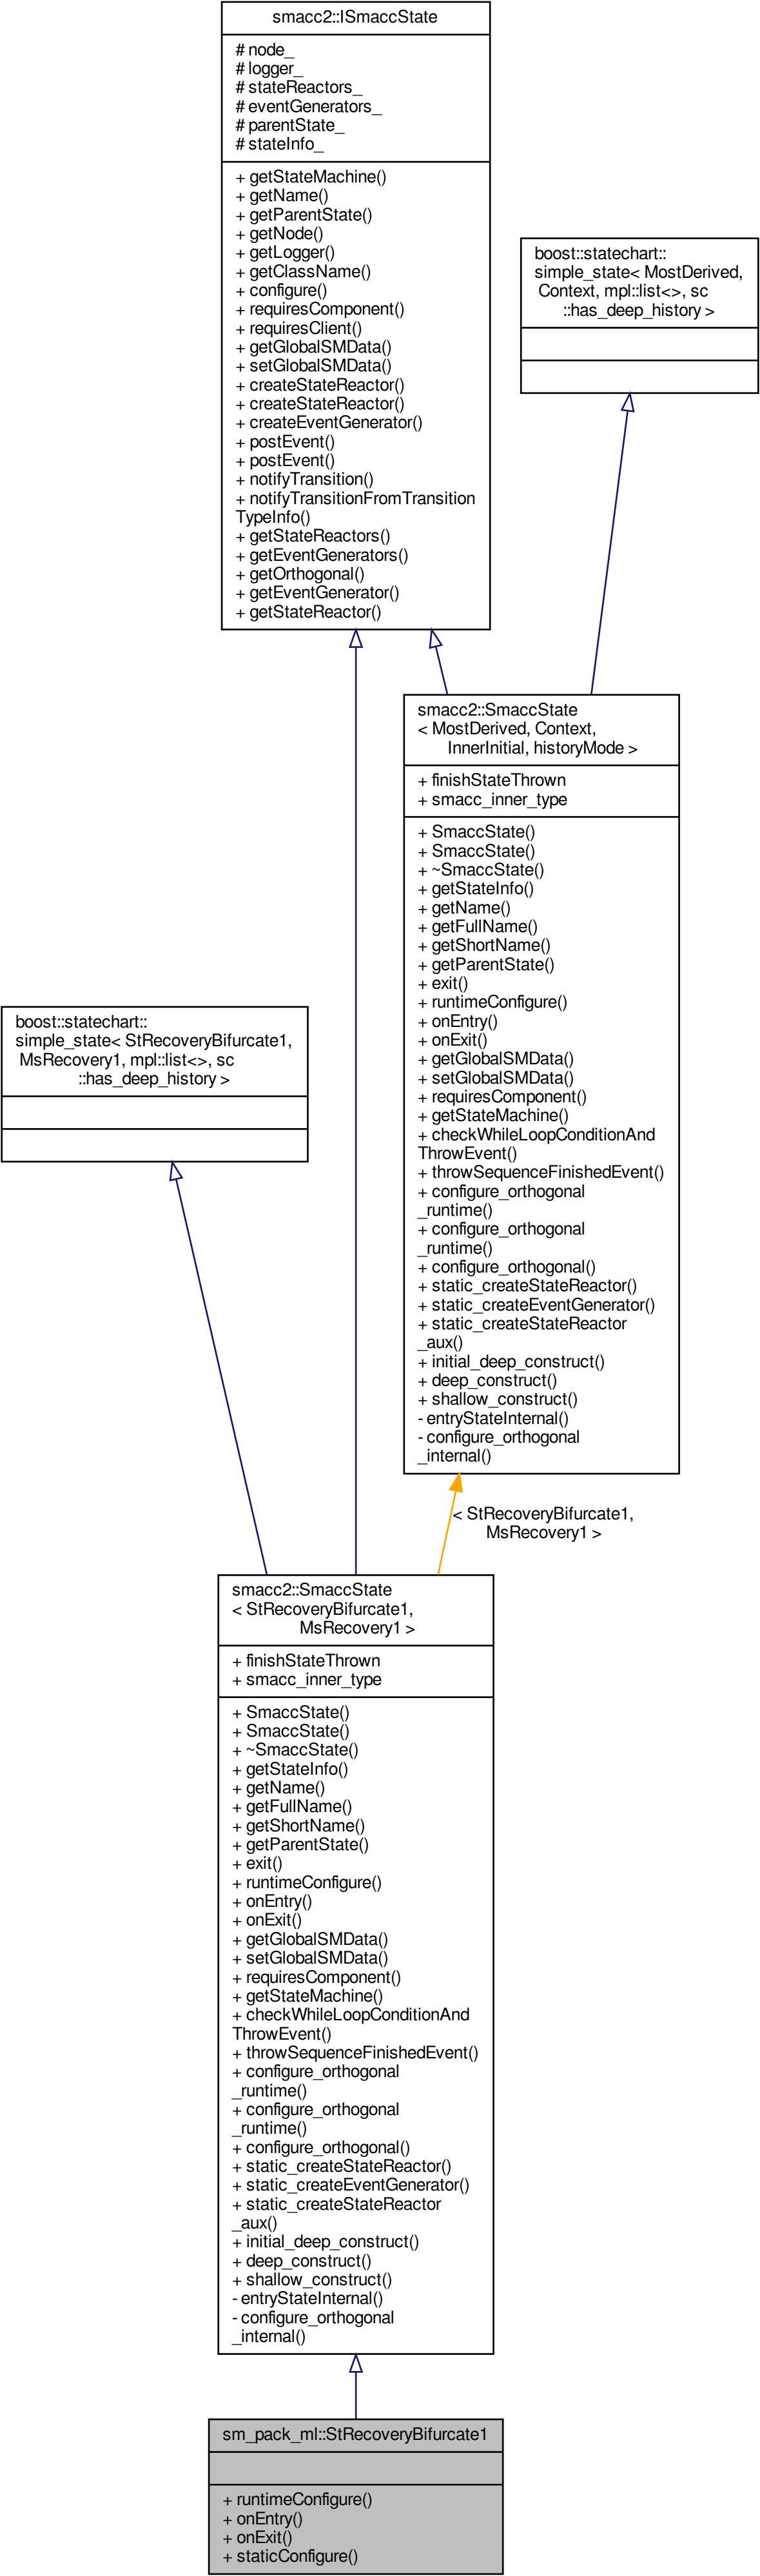 smacc2::ISmaccState
# node_
# logger_
# stateReactors_
# eventGenerators_
# parentState_
# stateInfo_
+ getStateMachine()
+ getName()
+ getParentState()
+ getNode()
+ getLogger()
+ getClassName()
+ configure()
+ requiresComponent()
+ requiresClient()
+ getGlobalSMData()
+ setGlobalSMData()
+ createStateReactor()
+ createStateReactor()
+ createEventGenerator()
+ postEvent()
+ postEvent()
+ notifyTransition()
+ notifyTransitionFromTransition
TypeInfo()
+ getStateReactors()
+ getEventGenerators()
+ getOrthogonal()
+ getEventGenerator()
+ getStateReactor()
boost::statechart::
simple_state< MostDerived,
Context, mpl::list<>, sc
::has_deep_history >
smacc2::SmaccState
< MostDerived, Context,
InnerInitial, historyMode >
+ finishStateThrown
+ smacc_inner_type
+ SmaccState()
+ SmaccState()
+ ~SmaccState()
+ getStateInfo()
+ getName()
+ getFullName()
+ getShortName()
+ getParentState()
+ exit()
+ runtimeConfigure()
+ onEntry()
+ onExit()
+ getGlobalSMData()
+ setGlobalSMData()
+ requiresComponent()
+ getStateMachine()
+ checkWhileLoopConditionAnd
ThrowEvent()
+ throwSequenceFinishedEvent()
+ configure_orthogonal
_runtime()
+ configure_orthogonal
_runtime()
+ configure_orthogonal()
+ static_createStateReactor()
+ static_createEventGenerator()
+ static_createStateReactor
_aux()
+ initial_deep_construct()
+ deep_construct()
+ shallow_construct()
- entryStateInternal()
- configure_orthogonal
_internal()
boost::statechart::
simple_state< StRecoveryBifurcate1,
MsRecovery1, mpl::list<>, sc
::has_deep_history >
< StRecoveryBifurcate1,
MsRecovery1 >
smacc2::SmaccState
< StRecoveryBifurcate1,
MsRecovery1 >
+ finishStateThrown
+ smacc_inner_type
+ SmaccState()
+ SmaccState()
+ ~SmaccState()
+ getStateInfo()
+ getName()
+ getFullName()
+ getShortName()
+ getParentState()
+ exit()
+ runtimeConfigure()
+ onEntry()
+ onExit()
+ getGlobalSMData()
+ setGlobalSMData()
+ requiresComponent()
+ getStateMachine()
+ checkWhileLoopConditionAnd
ThrowEvent()
+ throwSequenceFinishedEvent()
+ configure_orthogonal
_runtime()
+ configure_orthogonal
_runtime()
+ configure_orthogonal()
+ static_createStateReactor()
+ static_createEventGenerator()
+ static_createStateReactor
_aux()
+ initial_deep_construct()
+ deep_construct()
+ shallow_construct()
- entryStateInternal()
- configure_orthogonal
_internal()
sm_pack_ml::StRecoveryBifurcate1
+ runtimeConfigure()
+ onEntry()
+ onExit()
+ staticConfigure()